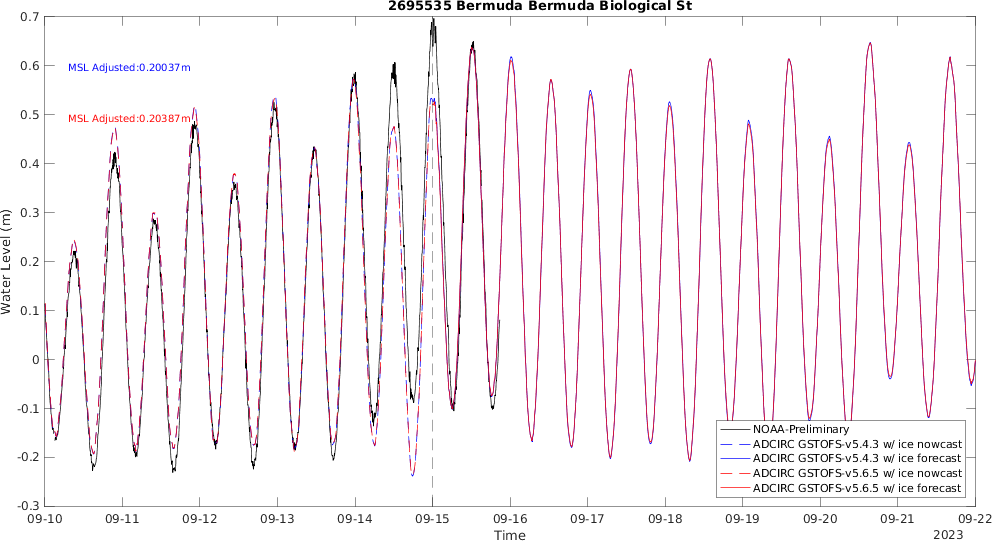 2695535 Bermuda Bermuda Biological St
0.7
0.6
0.5
0.4
0.3
0.2
0.1
0
-0.1
-0.2
-0.3
Water Level (m)
MSL Adjusted:0.20037m
MSL Adjusted:0.20387m
NOAA-Preliminary
ADCIRC GSTOFS-v5.4.3 w/ ice nowcast
ADCIRC GSTOFS-v5.4.3 w/ ice forecast
ADCIRC GSTOFS-v5.6.5 w/ ice nowcast
ADCIRC GSTOFS-v5.6.5 w/ ice forecast
09-10 09-11 09-12 09-13 09-14 09-15 09-16 09-17 09-18 09-19 09-20 09-21 09-22
Time
2023